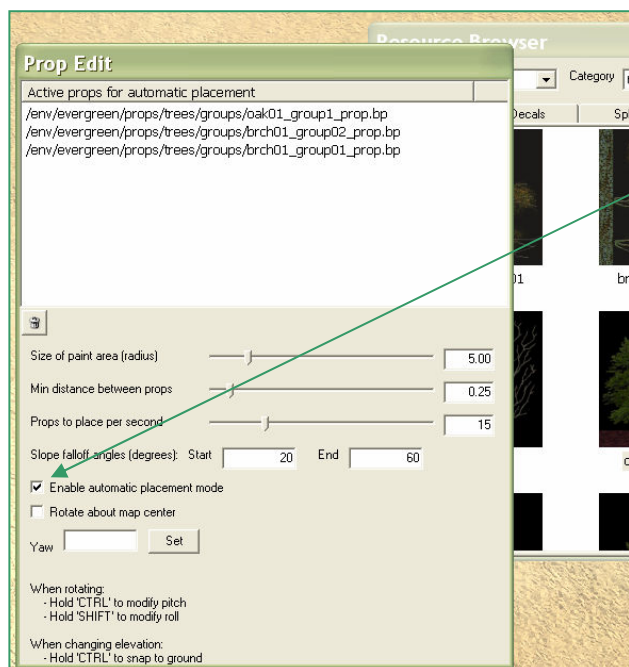 Resource Browser
Prop Edit
Category
Active props for automatic placement
/env/evergreen/props/trees/groups/oak01_group1_prop.bp
/env/evergreen/props/trees/groups/brch01_group02_prop.bp
/env/evergreen/props/trees/groups/brch01_group01_prop.bp
Decals
Size of paint area (radius) 5.00
Min distance between props 0.25
Props to place per second 15
Slope falloff angles (degrees): Start 20 End 60
Enable automatic placement mode
Rotate about map center
Yaw Set
When rotating:
- Hold 'CTRL' to modify pitch
- Hold 'SHIFT' to modify roll
When changing elevation:
- Hold 'CTRL' to snap to ground